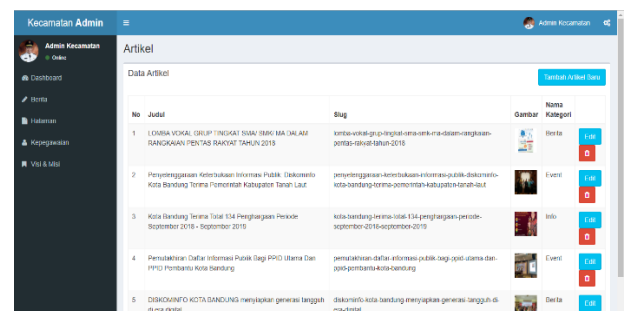 Kecamatan Admin
Admin Kecamatan
Admin Kecamatan
Online
Dashboard
Berita
Halaman
Kepegawaian
Visi & Misi
Artikel
Data Artikel
Tambah Artikel Baru
No Judul Slug Gambar Nama Kategori
1 LOMBA VOKAL GRUP TINGKAT SMA/ SMK/ MA DALAM
RANGKAIAN PENTAS RAKYAT TAHUN 2018
lomba-vokal-grup-tingkat-sma-smk-ma-dalam-rangkaian-
pentas-rakyat-tahun-2018
Berita
Edit
2 Penyelenggaraan Keterbukaan Informasi Publik, Diskominfo
Kota Bandung Terima Pemerintah Kabupaten Tanah Laut
penyelenggaraan-keterbukaan-informasi-publik-diskominfo-
kota-bandung-terima-pemerintah-kabupaten-tanah-laut
Event
Edit
3 Kota Bandung Terima Total 134 Penghargaan Periode
September 2018 - September 2019
kota-bandung-terima-total-134-penghargaan-periode-
september-2018-september-2019
Info
Edit
4 Pemutakhiran Daftar Informasi Publik Bagi PPID Utama Dan
PPID Pembantu Kota Bandung
pemutakhiran-daftar-informasi-publik-bagi-ppid-utama-dan-
ppid-pembantu-kota-bandung
Event
Edit
5 DISKOMINFO KOTA BANDUNG menyiapkan generasi tangguh
di era digital
diskominfo-kota-bandung-menyiapkan-generasi-tangguh-di-
era-digital
Berita
Edit